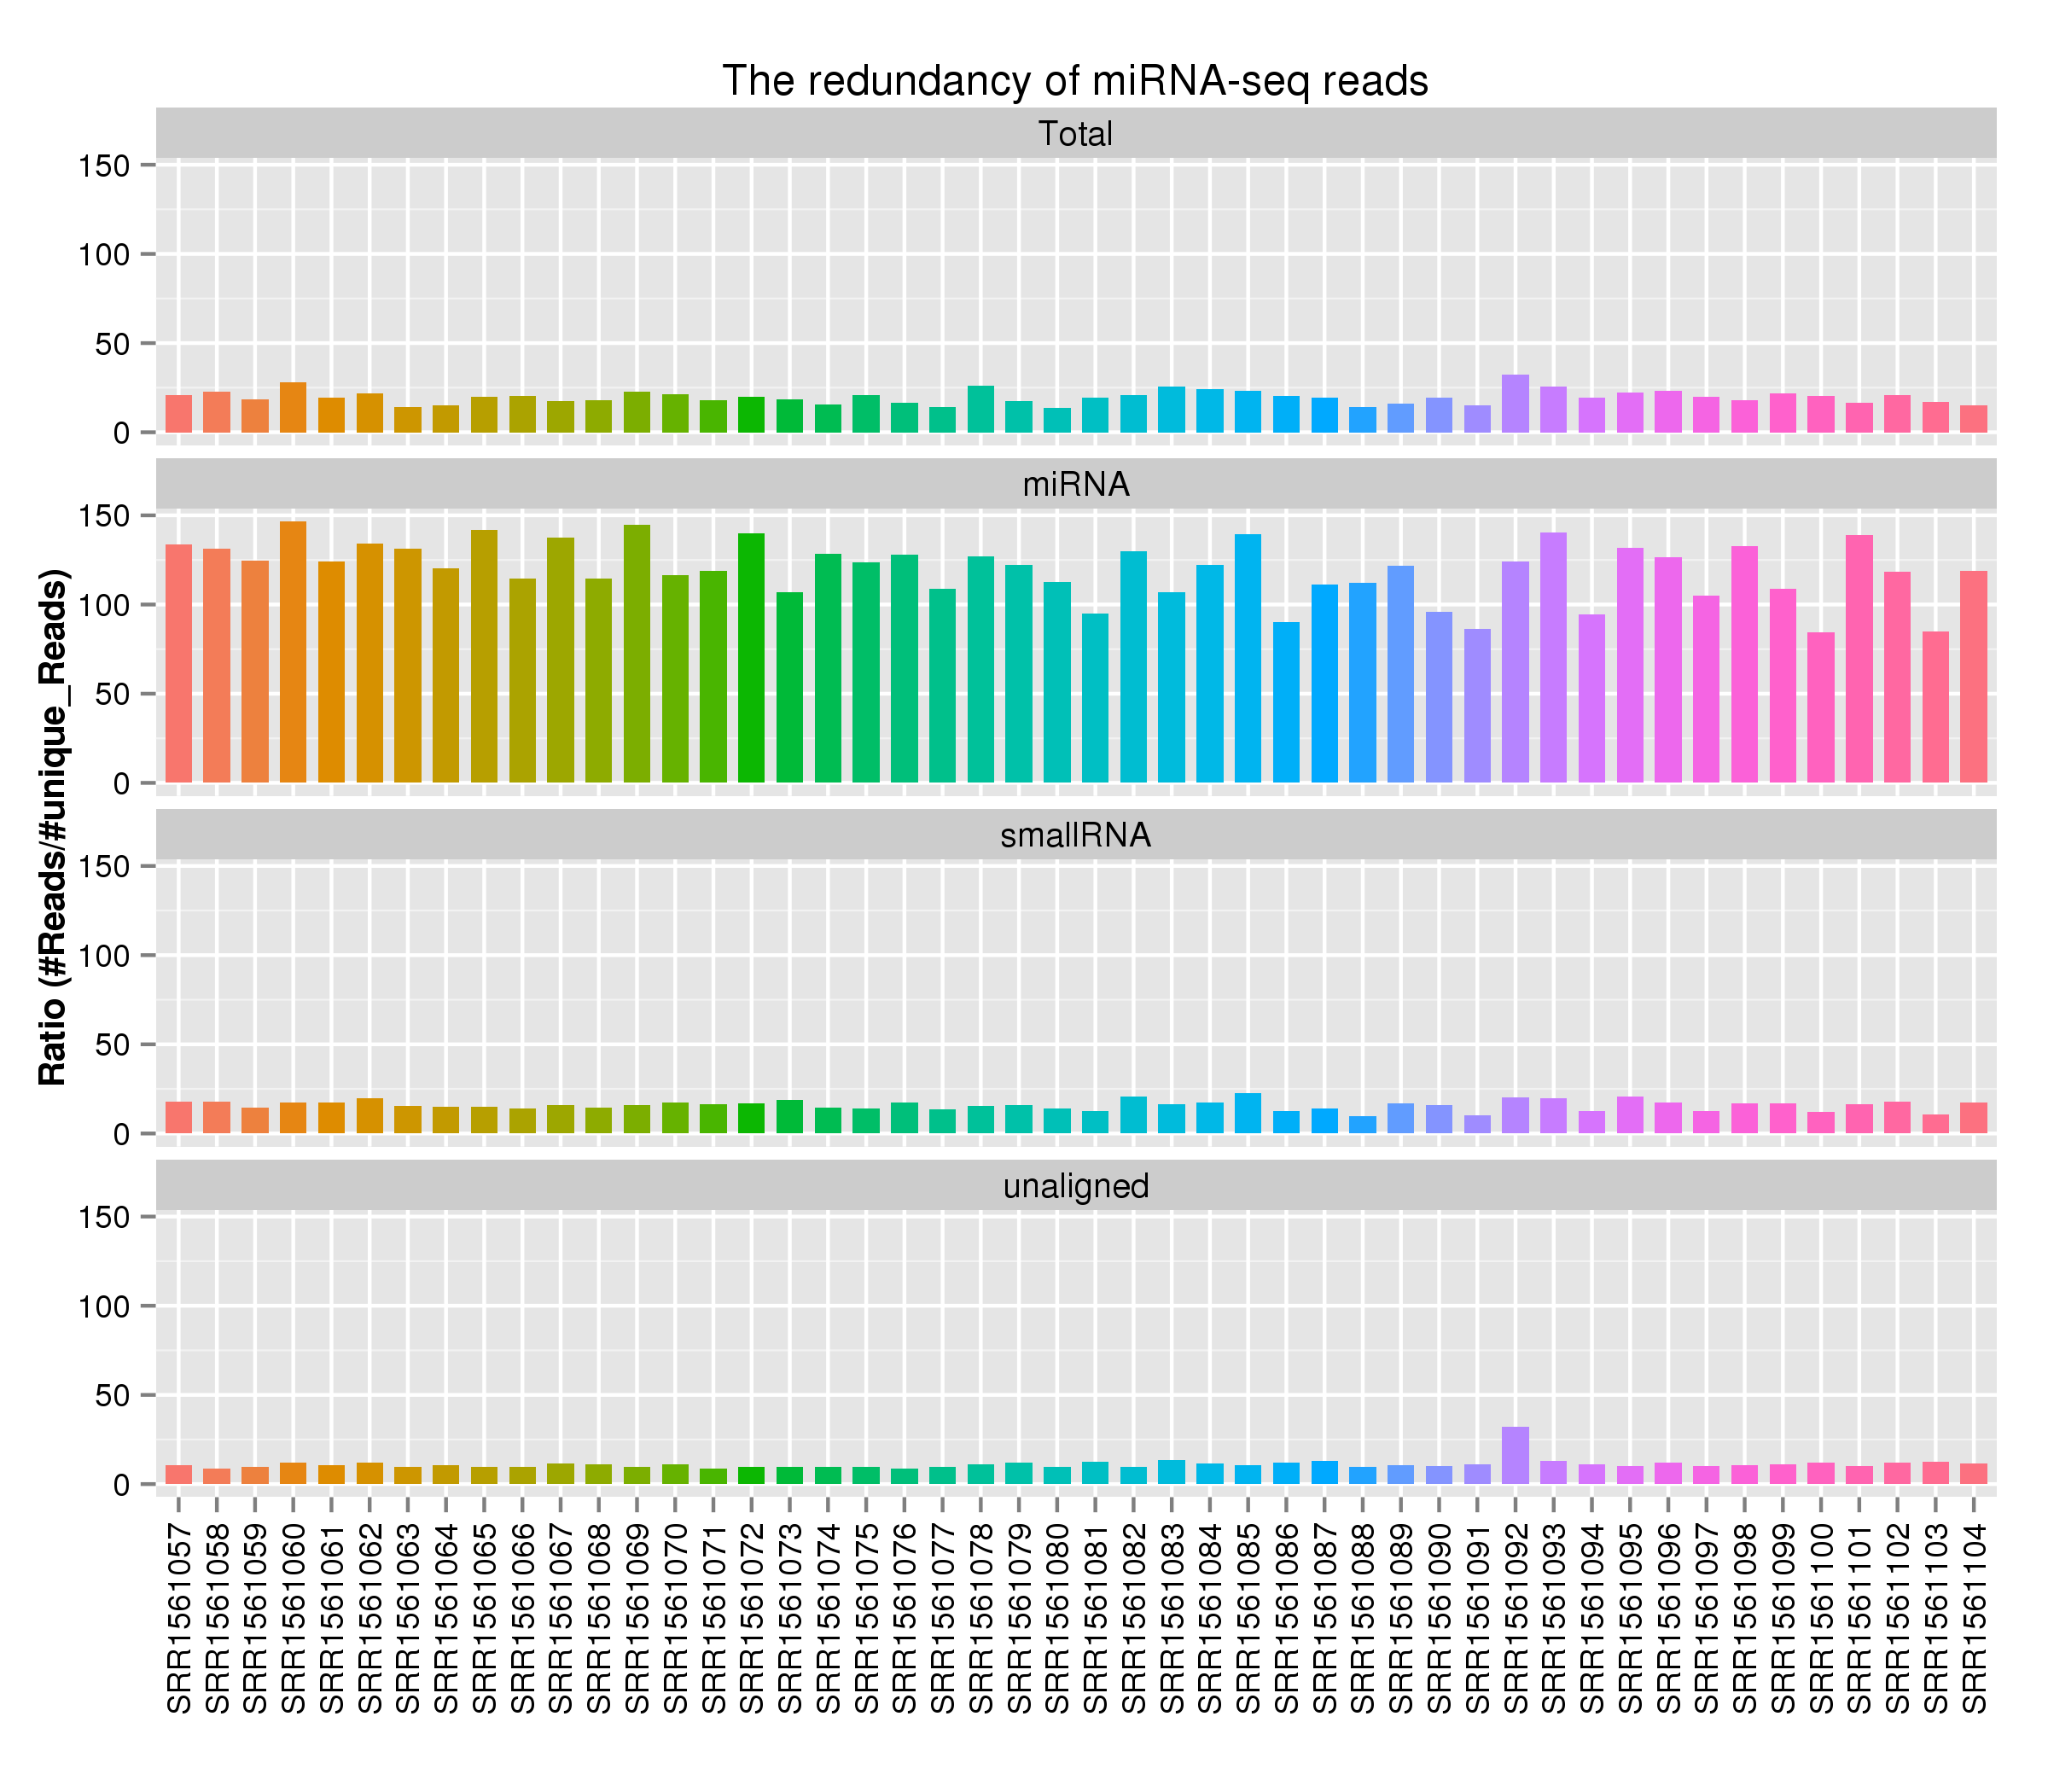 The redundancy of miRNA-seq reads
Ratio (#Reads/#unique_Reads)
Total
150
100
50
0
miRNA
150
100
50
0
smallRNA
150
100
50
0
unaligned
150
100
50
0
SRR1561057
SRR1561058
SRR1561059
SRR1561060
SRR1561061
SRR1561062
SRR1561063
SRR1561064
SRR1561065
SRR1561066
SRR1561067
SRR1561068
SRR1561069
SRR1561070
SRR1561071
SRR1561072
SRR1561073
SRR1561074
SRR1561075
SRR1561076
SRR1561077
SRR1561078
SRR1561079
SRR1561080
SRR1561081
SRR1561082
SRR1561083
SRR1561084
SRR1561085
SRR1561086
SRR1561087
SRR1561088
SRR1561089
SRR1561090
SRR1561091
SRR1561092
SRR1561093
SRR1561094
SRR1561095
SRR1561096
SRR1561097
SRR1561098
SRR1561099
SRR1561100
SRR1561101
SRR1561102
SRR1561103
SRR1561104